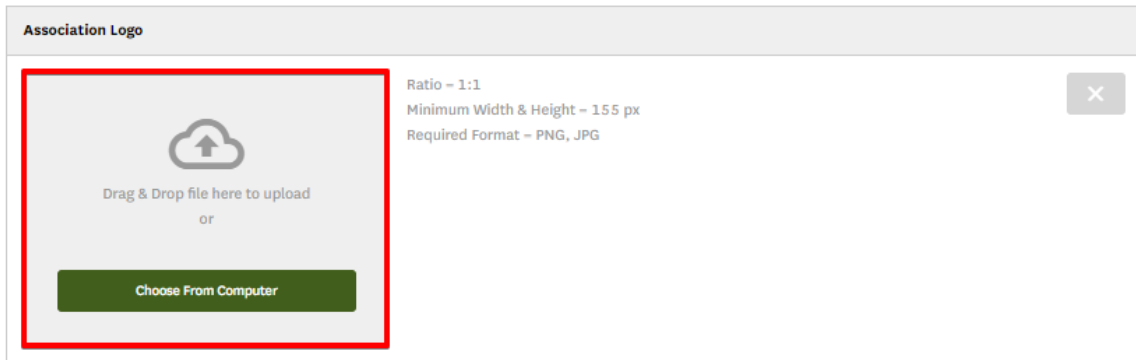 Association Logo
Ratio – 1:1
Minimum Width & Height – 155 px
Required Format – PNG, JPG
Drag & Drop file here to upload
or
Choose From Computer